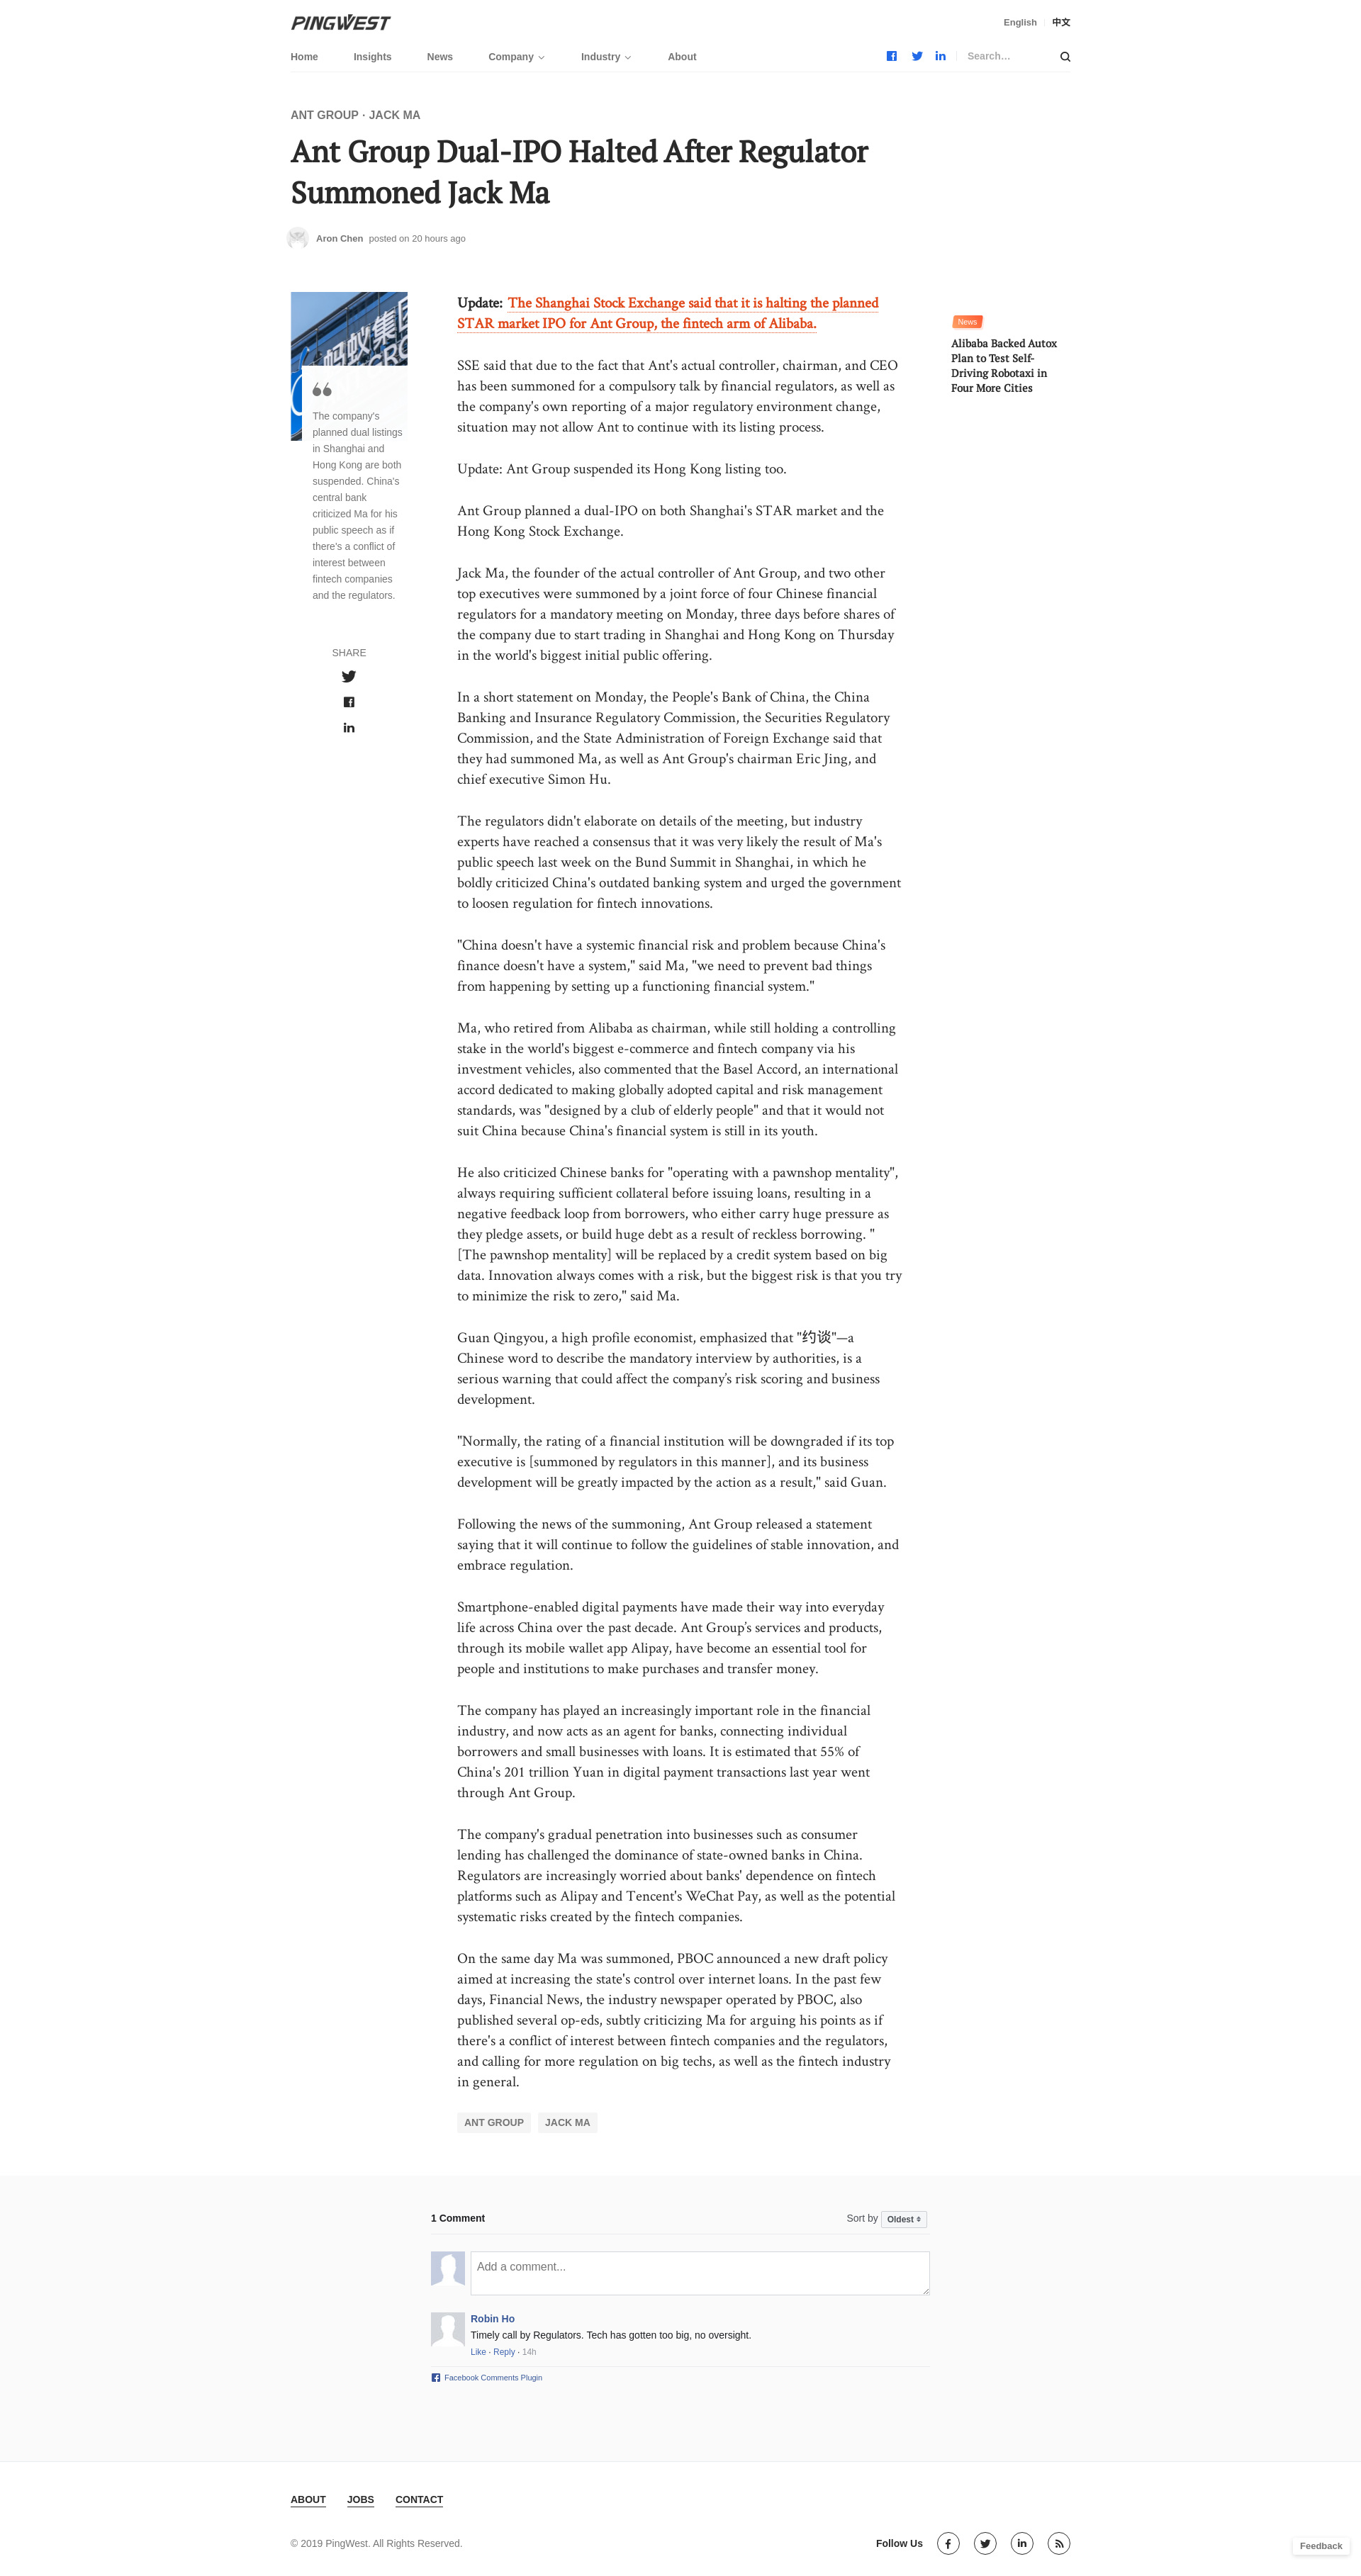 PINGWEST
English
中文
Home
Insights
News
Company
Industry
About
Search…
ANT GROUP · JACK MA
Ant Group Dual-IPO Halted After Regulator
Summoned Jack Ma
Aron Chen posted on 20 hours ago
The company's
planned dual listings
in Shanghai and
Hong Kong are both
suspended. China's
central bank
criticized Ma for his
public speech as if
there's a conflict of
interest between
fintech companies
and the regulators.
SHARE
Update: The Shanghai Stock Exchange said that it is halting the planned
STAR market IPO for Ant Group, the fintech arm of Alibaba.
SSE said that due to the fact that Ant's actual controller, chairman, and CEO
has been summoned for a compulsory talk by financial regulators, as well as
the company's own reporting of a major regulatory environment change,
situation may not allow Ant to continue with its listing process.
Update: Ant Group suspended its Hong Kong listing too.
Ant Group planned a dual-IPO on both Shanghai's STAR market and the
Hong Kong Stock Exchange.
Jack Ma, the founder of the actual controller of Ant Group, and two other
top executives were summoned by a joint force of four Chinese financial
regulators for a mandatory meeting on Monday, three days before shares of
the company due to start trading in Shanghai and Hong Kong on Thursday
in the world's biggest initial public offering.
In a short statement on Monday, the People's Bank of China, the China
Banking and Insurance Regulatory Commission, the Securities Regulatory
Commission, and the State Administration of Foreign Exchange said that
they had summoned Ma, as well as Ant Group's chairman Eric Jing, and
chief executive Simon Hu.
The regulators didn't elaborate on details of the meeting, but industry
experts have reached a consensus that it was very likely the result of Ma's
public speech last week on the Bund Summit in Shanghai, in which he
boldly criticized China's outdated banking system and urged the government
to loosen regulation for fintech innovations.
"China doesn't have a systemic financial risk and problem because China's
finance doesn't have a system," said Ma, "we need to prevent bad things
from happening by setting up a functioning financial system."
Ma, who retired from Alibaba as chairman, while still holding a controlling
stake in the world's biggest e-commerce and fintech company via his
investment vehicles, also commented that the Basel Accord, an international
accord dedicated to making globally adopted capital and risk management
standards, was "designed by a club of elderly people" and that it would not
suit China because China's financial system is still in its youth.
He also criticized Chinese banks for "operating with a pawnshop mentality",
always requiring sufficient collateral before issuing loans, resulting in a
negative feedback loop from borrowers, who either carry huge pressure as
they pledge assets, or build huge debt as a result of reckless borrowing. "
[The pawnshop mentality] will be replaced by a credit system based on big
data. Innovation always comes with a risk, but the biggest risk is that you try
to minimize the risk to zero," said Ma.
Guan Qingyou, a high profile economist, emphasized that "约谈"—a
Chinese word to describe the mandatory interview by authorities, is a
serious warning that could affect the company’s risk scoring and business
development.
"Normally, the rating of a financial institution will be downgraded if its top
executive is [summoned by regulators in this manner], and its business
development will be greatly impacted by the action as a result," said Guan.
Following the news of the summoning, Ant Group released a statement
saying that it will continue to follow the guidelines of stable innovation, and
embrace regulation.
Smartphone-enabled digital payments have made their way into everyday
life across China over the past decade. Ant Group’s services and products,
through its mobile wallet app Alipay, have become an essential tool for
people and institutions to make purchases and transfer money.
The company has played an increasingly important role in the financial
industry, and now acts as an agent for banks, connecting individual
borrowers and small businesses with loans. It is estimated that 55% of
China's 201 trillion Yuan in digital payment transactions last year went
through Ant Group.
The company's gradual penetration into businesses such as consumer
lending has challenged the dominance of state-owned banks in China.
Regulators are increasingly worried about banks' dependence on fintech
platforms such as Alipay and Tencent's WeChat Pay, as well as the potential
systematic risks created by the fintech companies.
On the same day Ma was summoned, PBOC announced a new draft policy
aimed at increasing the state's control over internet loans. In the past few
days, Financial News, the industry newspaper operated by PBOC, also
published several op-eds, subtly criticizing Ma for arguing his points as if
there's a conflict of interest between fintech companies and the regulators,
and calling for more regulation on big techs, as well as the fintech industry
in general.
ANT GROUP
JACK MA
News
Alibaba Backed Autox
Plan to Test Self-
Driving Robotaxi in
Four More Cities
1 Comment
Sort by Oldest
Add a comment...
Robin Ho
Timely call by Regulators. Tech has gotten too big, no oversight.
Like · Reply · 14h
Facebook Comments Plugin
ABOUT
JOBS
CONTACT
© 2019 PingWest. All Rights Reserved.
Follow Us
Feedback